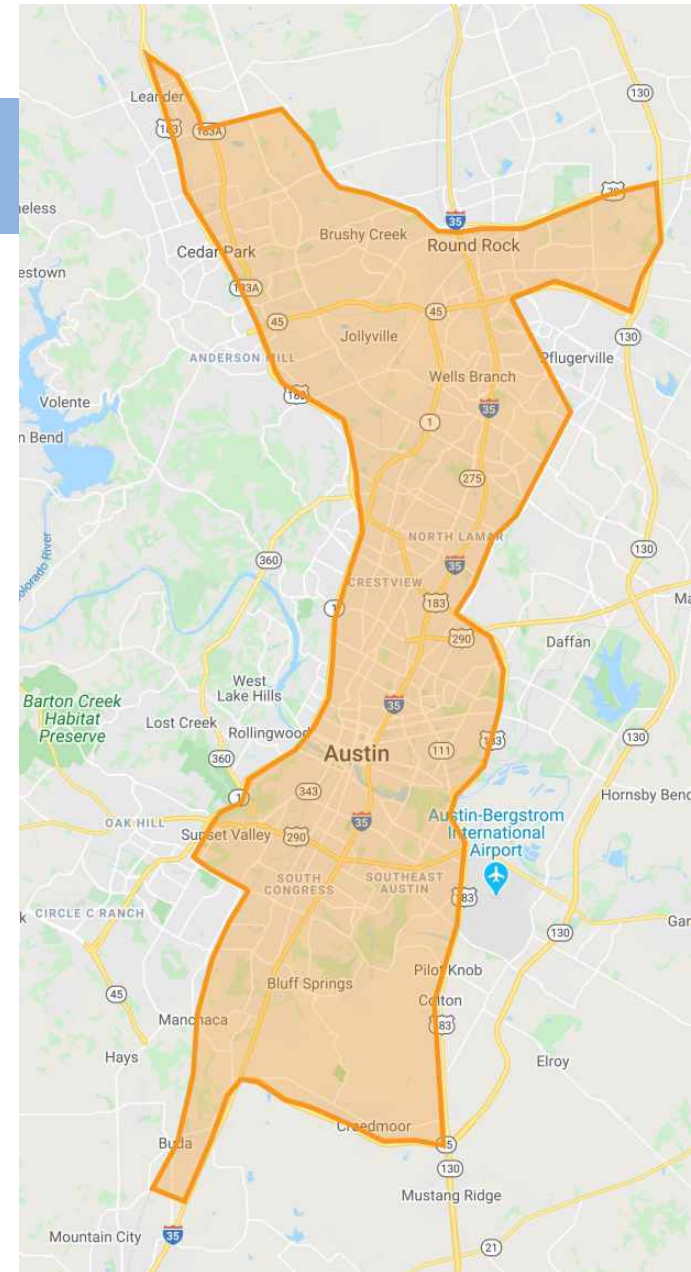 Leander
130
183
183A
79
eless
35
Brushy Creek
Round Rock
Cedar Park
estown
183A
45
45
Jollyville
130
Pflugerville
ANDERSON MILL
Wells Branch
183
Volente
35
1
n Bend
275
NORTH LAMAR
130
360
35
CRESTVIEW
Colorado River
183
Ma
1
290
Daffan
West
Lake Hills
Barton Creek
Habitat
Preserve
35
Lost Creek
Rollingwood
183
130
Austin
111
360
343
1
Hornsby Bend
Austin-Bergstrom
International
Airport
OAK HILL
35
Sunset Valley
290
SOUTH
CONGRESS
SOUTHEAST
AUSTIN
183
k
CIRCLE C RANCH
Gar
130
Pilot Knob
45
Bluff Springs
Colton
Manchaca
183
Hays
Elroy
Creedmoor
Buda
45
130
Mustang Ridge
Mountain City
35
21